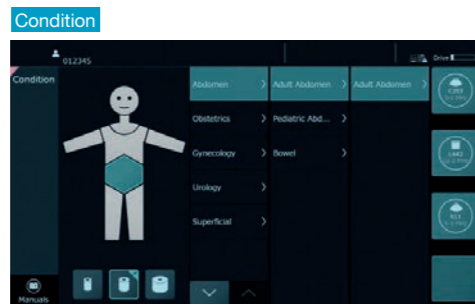 Condition
012345
Drive
Condition
Abdomen
Adult Abdomen
Adult Abdomen
Obstetrics
Pediatric Abd...
Gynecology
Bowel
Urology
Superficial
Manuals